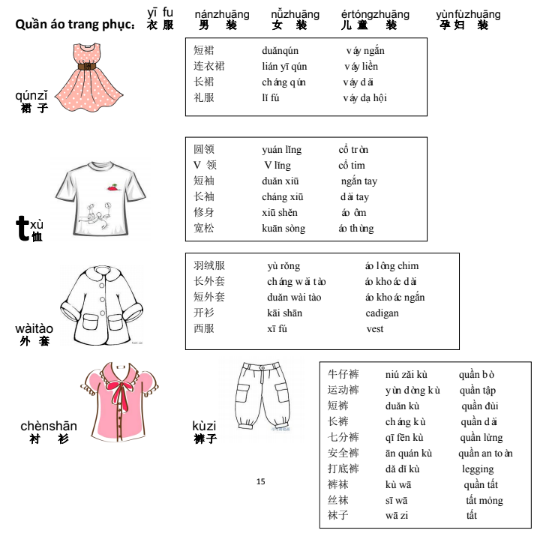 yī fu nánzhuāng nǚzhuāng értóngzhuāng yùnfùzhuāng
Quần áo trang phục: 衣 服 男 装 女 装 儿 童 装 孕 妇 装
短裙 duǎnqún váy ngắn
连衣裙 lián yī qún váy liền
长裙 cháng qún váy dài
礼服 lǐ fú váy dạ hội
qúnzǐ
裙 子
圆领 yuán lǐng cổ tròn
V 领 V lǐng cổ tim
短袖 duǎn xiū ngắn tay
长袖 cháng xiū dài tay
修身 xiū shēn áo ôm
宽松 kuān sòng áo thùng
t xù
恤
羽绒服 yù rōng áo lông chim
长外套 cháng wái tào áo khoác dài
短外套 duǎn wài tào áo khoác ngắn
开衫 kāi shān cadigan
西服 xī fú vest
wàitào
外 套
chènshān
衬 衫
kùzi
裤子
牛仔裤 niú zǎi kù quần bò
运动裤 yùn dòng kù quần tập
短裤 duǎn kù quần đùi
长裤 cháng kù quần dài
七分裤 qī fēn kù quần lửng
安全裤 ān quán kù quần an toàn
打底裤 dǎ dǐ kù legging
裤袜 kù wā quần tất
丝袜 sī wā tất mỏng
袜子 wā zi tất
15